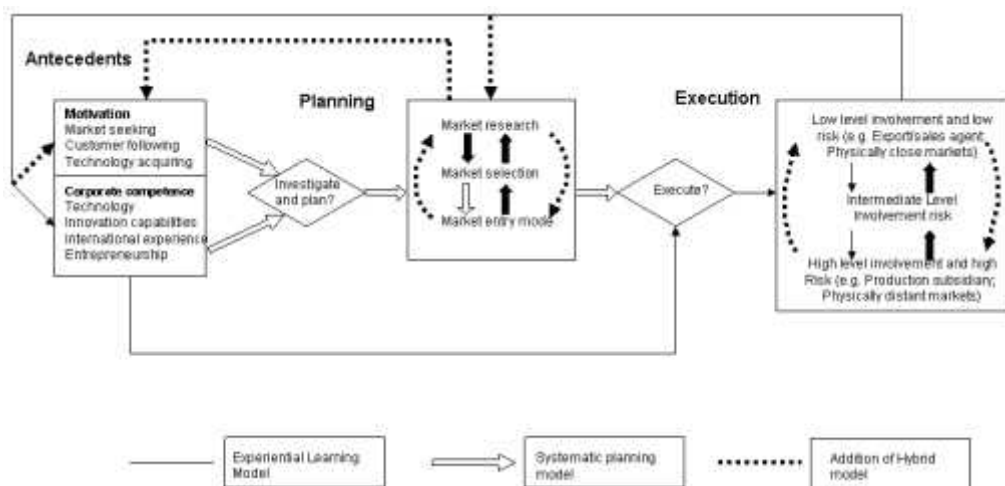 Antecedents
Planning
Execution
Motivation
Market seeking
Customer following
Technology acquiring
Corporate competence
Technology
Innovation capabilities
International experience
Entrepreneurship
Investigate
and plan?
Market research
Market selection
Market entry mode
Execute?
Low level involvement and low
risk (e.g. Export/sales agent,
Physically close markets)
Intermediate Level
Involvement risk
High level involvement and high
Risk (e.g. Production subsidiary;
Physically distant markets)
Experiential Learning
Model
Systematic planning
model
Addition of Hybrid
model